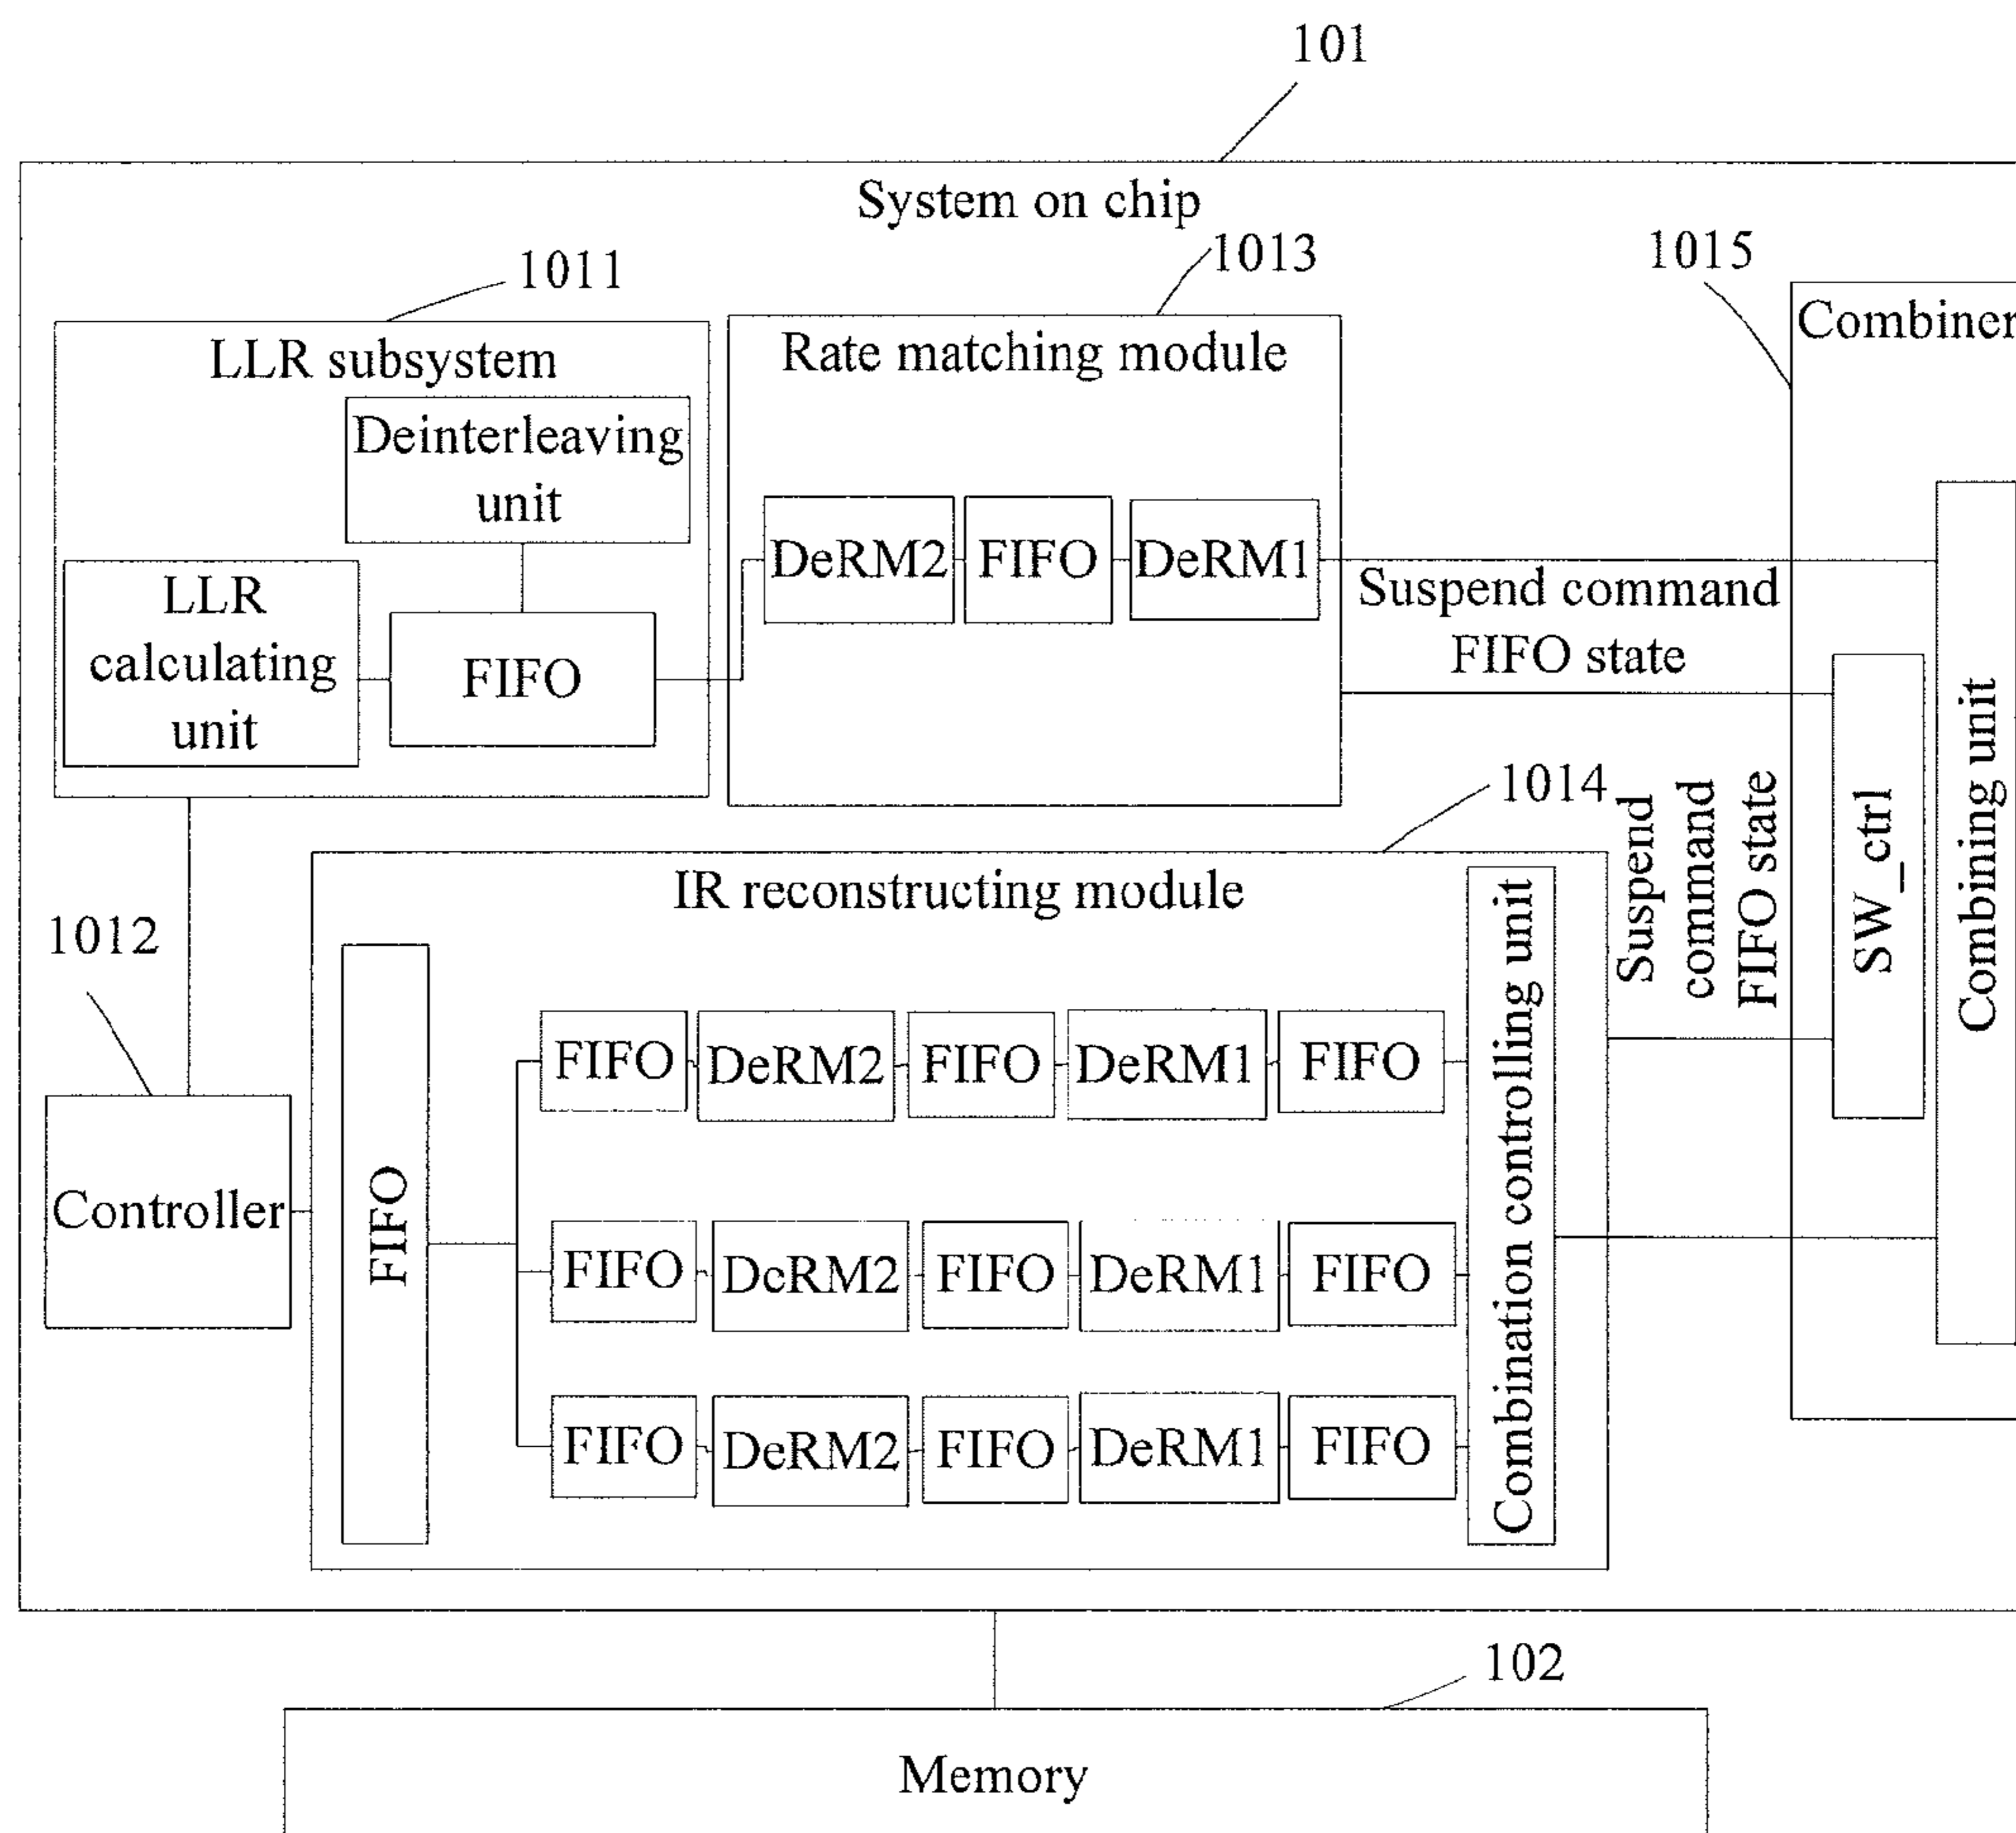 101
System on chip
1011
1013
1015
LLR subsystem
Rate matching module
Combiner
Deinterleaving
unit
LLR
calculating
unit
FIFO
DeRM2
FIFO
DeRM1
Suspend command
FIFO state
Suspend
command
FIFO state
SW_ctrl
Combining unit
1014
IR reconstructing module
1012
Controller
FIFO
FIFO
DeRM2
FIFO
DeRM1
FIFO
FIFO
DcRM2
FIFO
DeRM1
FIFO
FIFO
DeRM2
FIFO
DeRM1
FIFO
Combination controlling unit
102
Memory